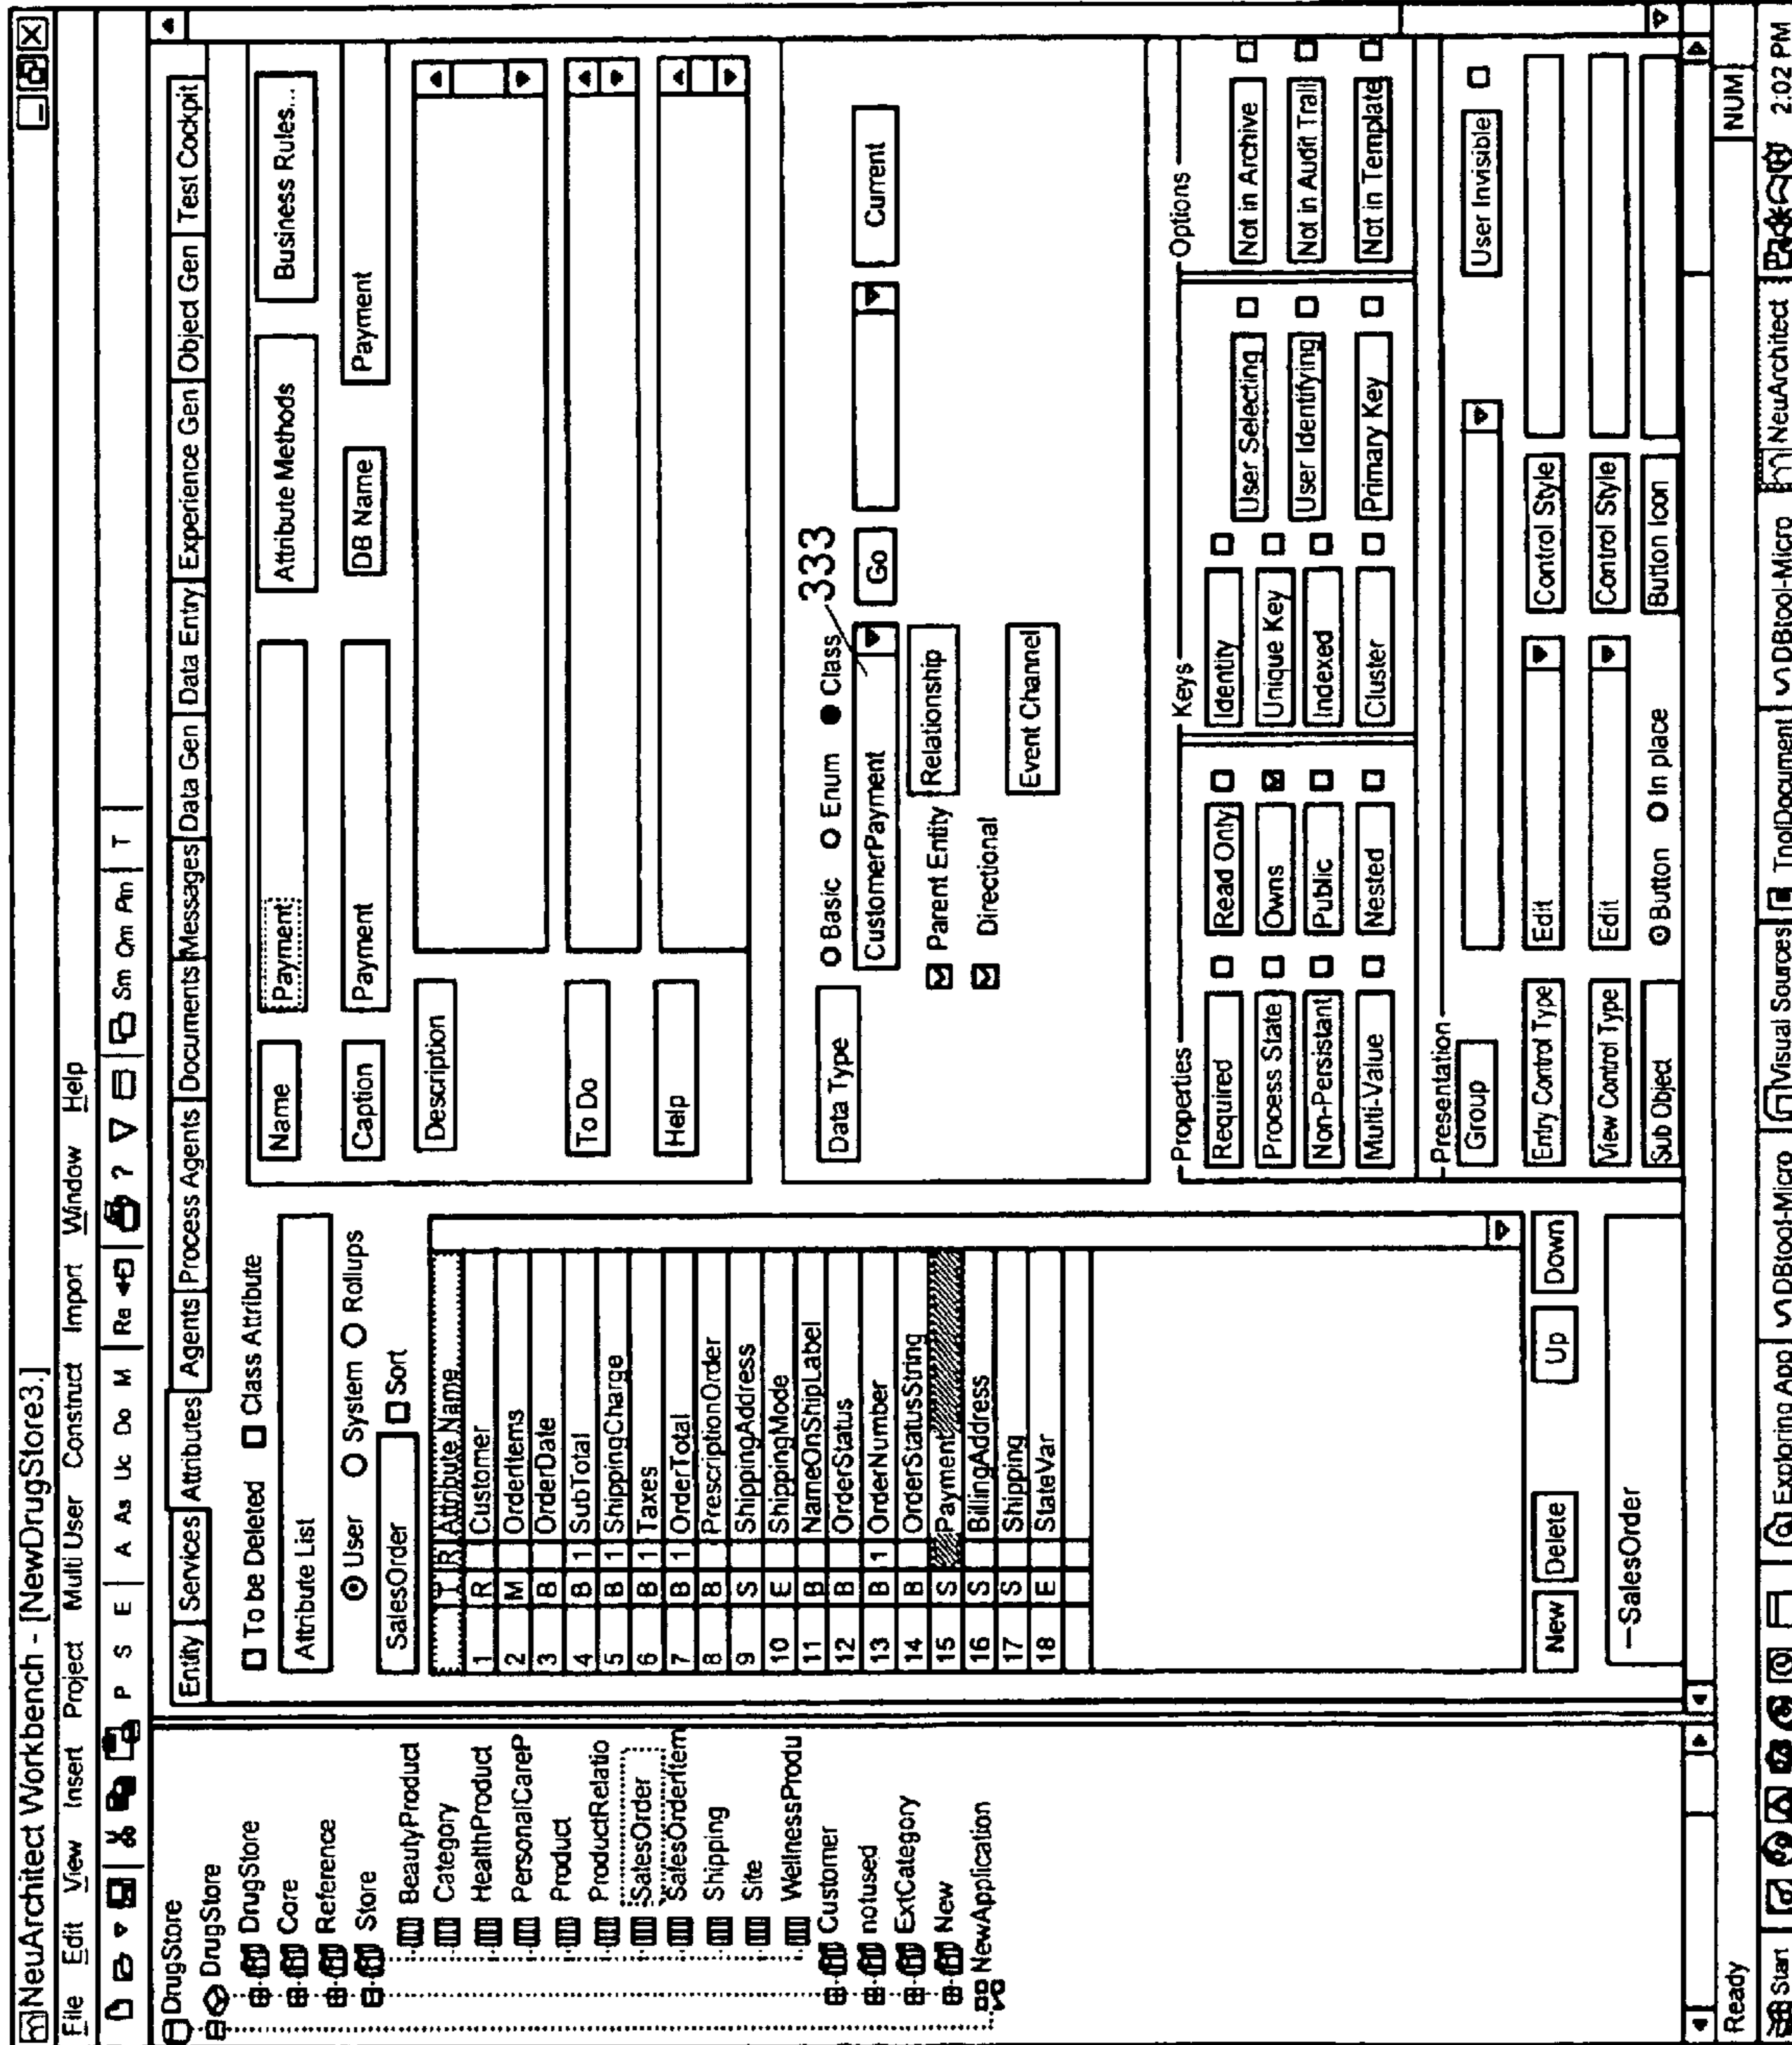 NeuArchitect Workbench - [NewDrugStore3.]
File Edit View Insert Project Multi User Construct Import Window Help
P S E A As Uc Do M Re ? Sm Om Pm T
DrugStore
DrugStore
DrugStore
Core
Reference
Store
BeautyProduct
Category
HealthProduct
PersonalCareP
Product
ProductRelatio
SalesOrder
SalesOrderItem
Shipping
Site
WellnessProdu
Customer
notused
ExtCategory
New
NewApplication
Entity Services Attributes Agents Process Agents Documents Messages Data Gen Data Entry Experience Gen Object Gen Test Cockpit
To be Deleted Class Attribute
Attribute List
User System Rollups
SalesOrder Sort
T R Attribute Name
1 R Customer
2 M OrderItems
3 B OrderDate
4 B 1 SubTotal
5 B 1 ShippingCharge
6 B 1 Taxes
7 B 1 OrderTotal
8 B PrescriptionOrder
9 S ShippingAddress
10 E ShippingMode
11 B NameOnShipLabel
12 B OrderStatus
13 B 1 OrderNumber
14 B OrderStatusString
15 S Payment
16 S BillingAddress
17 S Shipping
18 E StateVar
New Delete Up Down
—SalesOrder
Name Payment Attribute Methods Business Rules...
Caption Payment DB Name Payment
Description
To Do
Help
Data Type Basic Enum Class 333
CustomerPayment Go Current
Parent Entity Relationship
Directional
Event Channel
Properties Keys Options
Required Read Only Identity User Selecting Not in Archive
Process State Owns Unique Key User Identifying Not in Audit Trail
Non-Persistant Public Indexed
Multi-Value Nested Cluster Primary Key Not in Template
Presentation
Group User Invisible
Entry Control Type Edit Control Style
View Control Type Edit Control Style
Sub Object Button In place Button Icon
Ready NUM
Start Exploring App DBtool-Micro Visual Sources TnolDocument DBtool-Micro NeuArchitect 2:02 PM